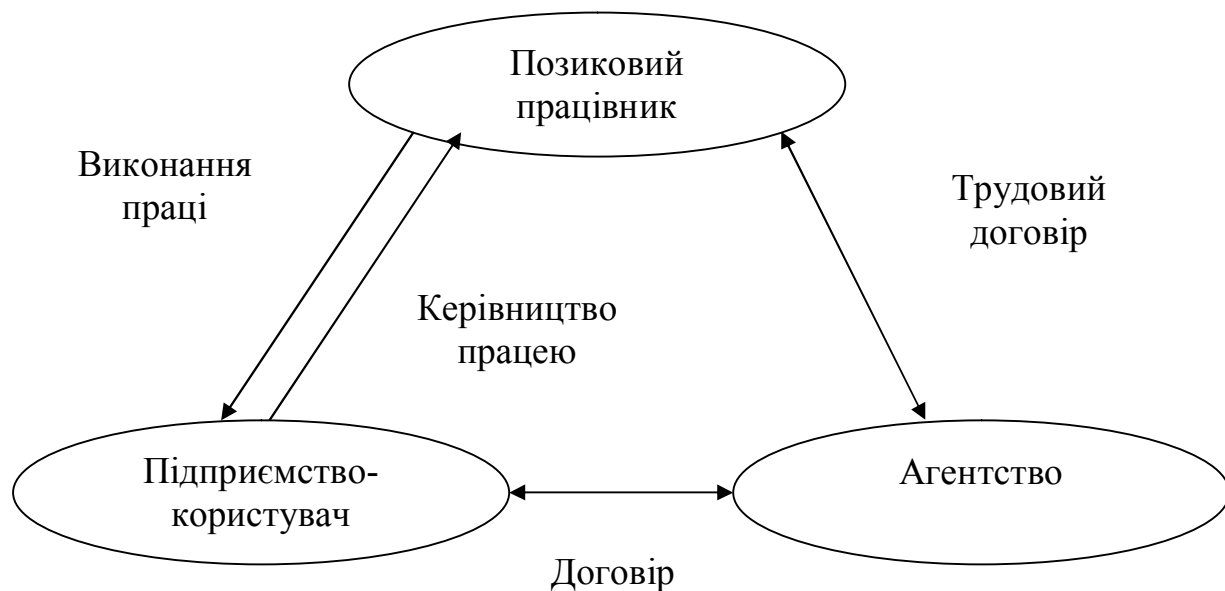 Позиковий
працівник
Виконання
праці
Трудовий
договір
Керівництво
працею
Підприємство-
користувач
Агентство
Договір